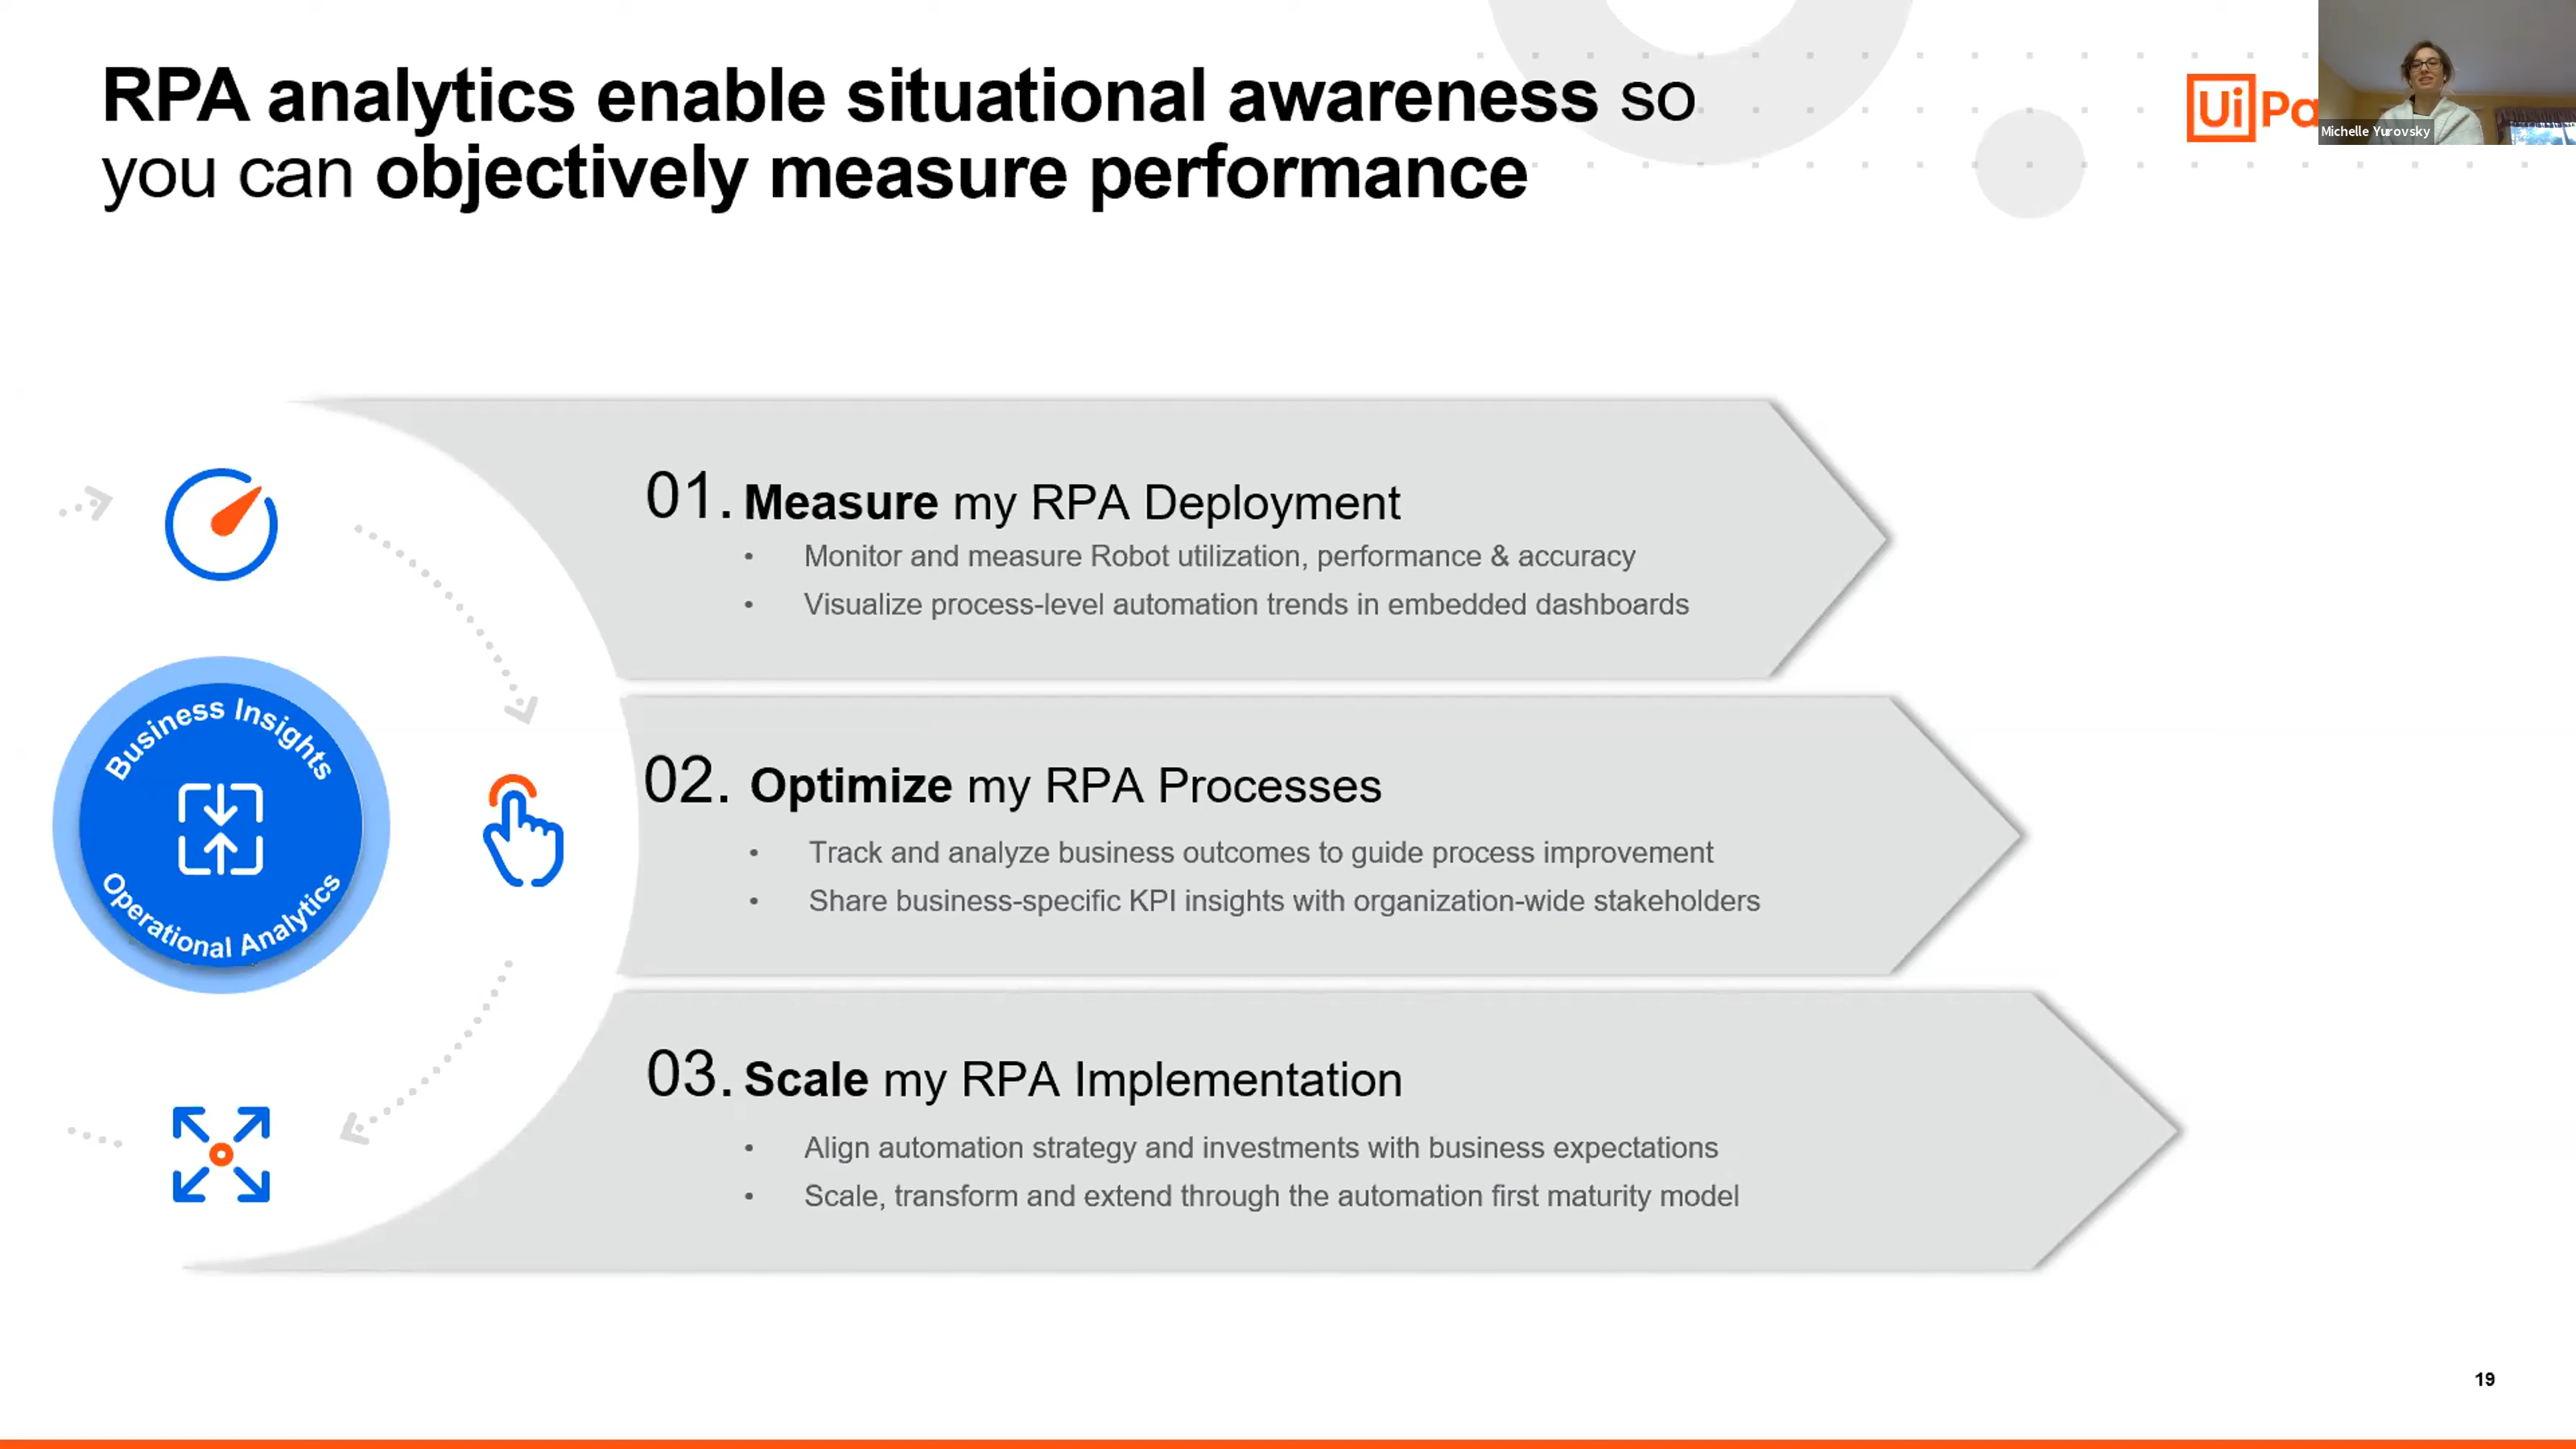 RPA analytics enable situational awareness so
you can objectively measure performance
Ui Pa
Michelle Yurovsky
01. Measure my RPA Deployment
• Monitor and measure Robot utilization, performance & accuracy
• Visualize process-level automation trends in embedded dashboards
Business Insights
Operational Analytics
02. Optimize my RPA Processes
• Track and analyze business outcomes to guide process improvement
• Share business-specific KPI insights with organization-wide stakeholders
03. Scale my RPA Implementation
• Align automation strategy and investments with business expectations
• Scale, transform and extend through the automation first maturity model
19